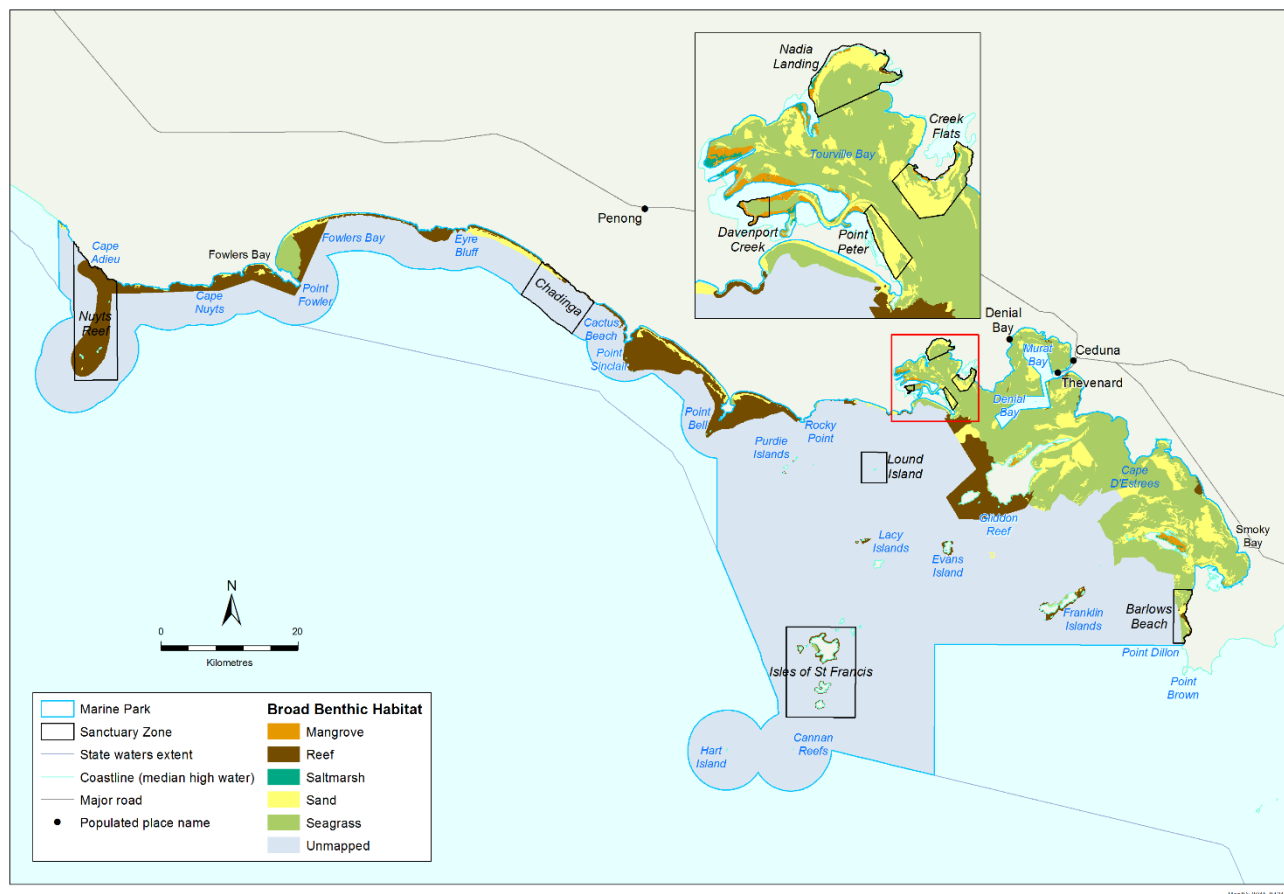 Nadia
Landing
Creek
Flats
Tourville Bay
Davenport
Creek
Point
Peter
Penong
Cape
Adieu
Fowlers Bay
Fowlers Bay
Eyre
Bluff
Nuyts
Reef
Cape
Nuyts
Point
Fowler
Chadinga
Cactus
Beach
Point
Sinclair
Denial
Bay
Murat
Bay
Ceduna
Thevenard
Denial
Bay
Point
Bell
Purdie
Islands
Rocky
Point
Lound
Island
Cape
D'Estrees
Gliddon
Reef
Smoky
Bay
Lacy
Islands
Evans
Island
Franklin
Islands
Barlows
Beach
Point Dillon
Point
Brown
Isles of St Francis
Hart
Island
Cannan
Reefs
N
0
20
Kilometres
Marine Park
Sanctuary Zone
State waters extent
Coastline (median high water)
Major road
Populated place name
Broad Benthic Habitat
Mangrove
Reef
Saltmarsh
Sand
Seagrass
Unmapped